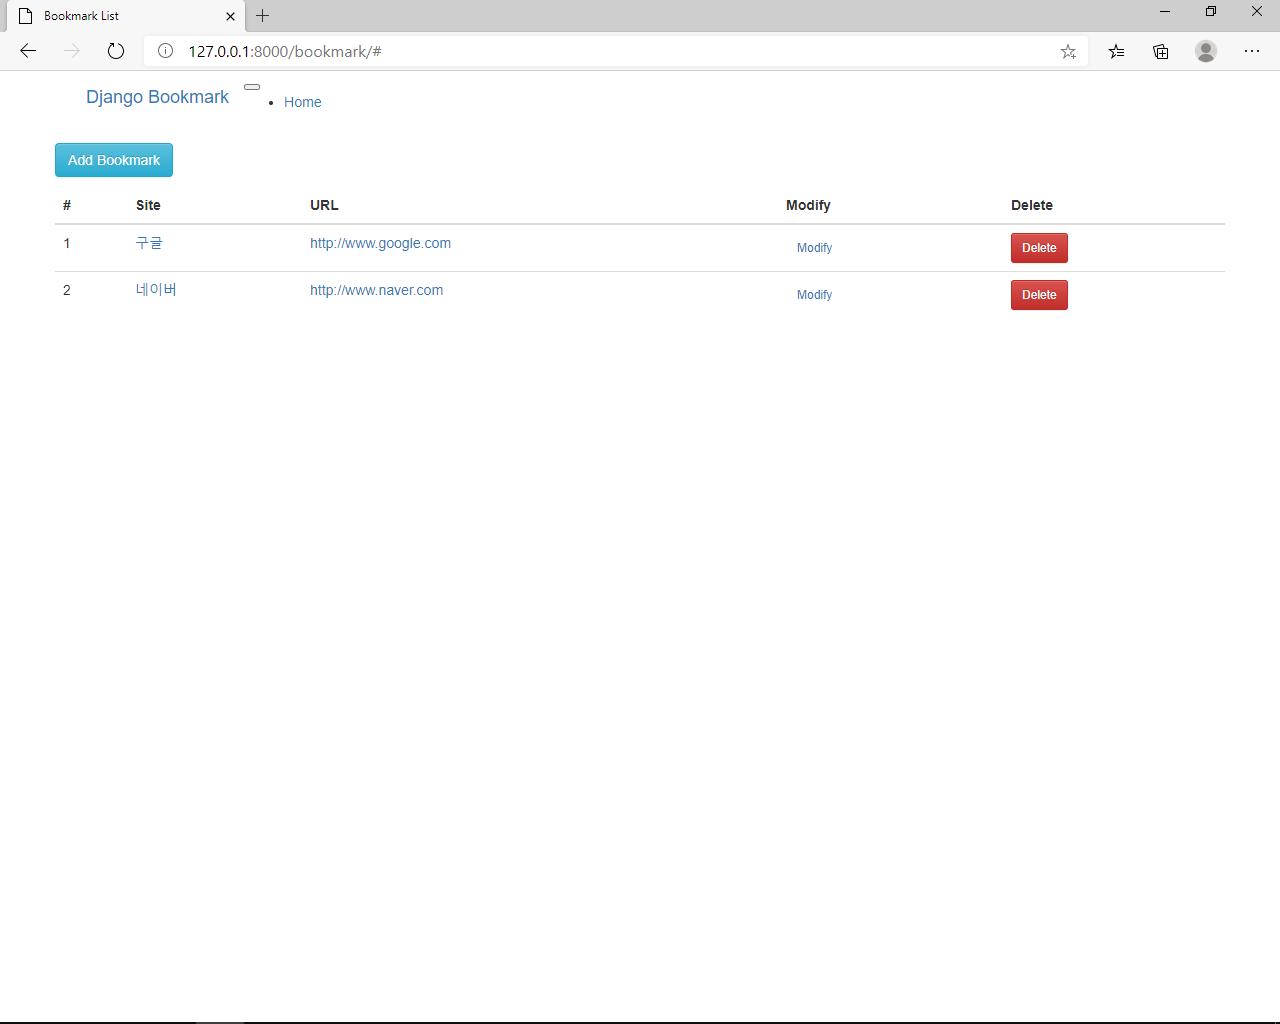 Bookmark List
127.0.0.1:8000/bookmark/#
Django Bookmark
Home
Add Bookmark
# Site URL Modify Delete
1 구글 http://www.google.com Modify Delete
2 네이버 http://www.naver.com Modify Delete